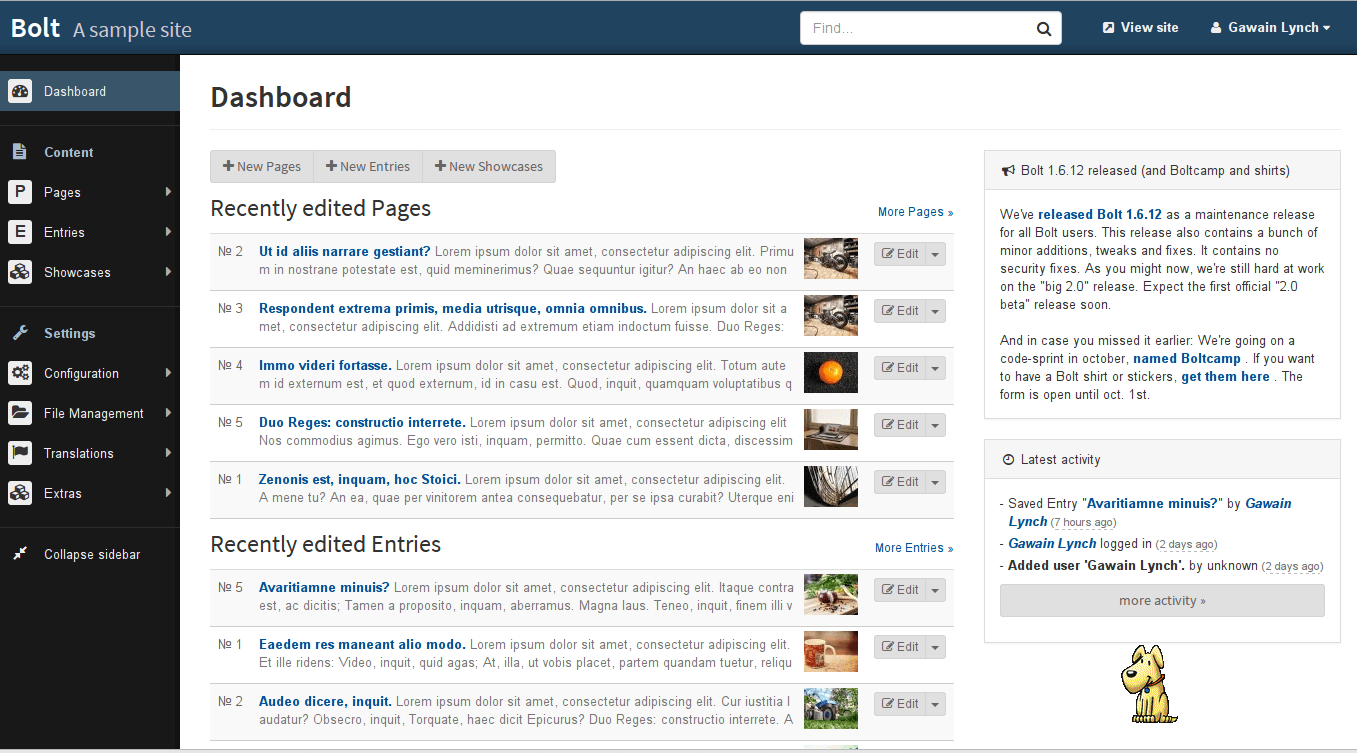 Bolt A sample site
Find...
View site
Gawain Lynch
Dashboard
Content
P Pages
E Entries
Showcases
Settings
Configuration
File Management
Translations
Extras
Collapse sidebar
Dashboard
New Pages
New Entries
New Showcases
Recently edited Pages
More Pages »
№ 2 Ut id aliis narrare gestiant? Lorem ipsum dolor sit amet, consectetur adipiscing elit. Primu
m in nostrane potestate est, quid meminerimus? Quae sequuntur igitur? An haec ab eo non
Edit
№ 3 Respondent extrema primis, media utrisque, omnia omnibus. Lorem ipsum dolor sit a
met, consectetur adipiscing elit. Addidisti ad extremum etiam indoctum fuisse. Duo Reges:
Edit
№ 4 Immo videri fortasse. Lorem ipsum dolor sit amet, consectetur adipiscing elit. Totum aute
m id externum est, et quod externum, id in casu est. Quod, inquit, quamquam voluptatibus q
Edit
№ 5 Duo Reges: constructio interrete. Lorem ipsum dolor sit amet, consectetur adipiscing elit
Nos commodius agimus. Ego vero isti, inquam, permitto. Quae cum essent dicta, discessim
Edit
№ 1 Zenonis est, inquam, hoc Stoici. Lorem ipsum dolor sit amet, consectetur adipiscing elit.
A mene tu? An ea, quae per vinitorem antea consequebatur, per se ipsa curabit? Uterque eni
Edit
Recently edited Entries
More Entries »
№ 5 Avaritiamne minuis? Lorem ipsum dolor sit amet, consectetur adipiscing elit. Itaque contra
est, ac dicitis; Tamen a proposito, inquam, aberramus. Magna laus. Teneo, inquit, finem illi v
Edit
№ 1 Eaedem res maneant alio modo. Lorem ipsum dolor sit amet, consectetur adipiscing elit.
Et ille ridens: Video, inquit, quid agas; At, illa, ut vobis placet, partem quandam tuetur, reliqu
Edit
№ 2 Audeo dicere, inquit. Lorem ipsum dolor sit amet, consectetur adipiscing elit. Cur iustitia l
audatur? Obsecro, inquit, Torquate, haec dicit Epicurus? Duo Reges: constructio interrete. A
Edit
Bolt 1.6.12 released (and Boltcamp and shirts)
We've released Bolt 1.6.12 as a maintenance release
for all Bolt users. This release also contains a bunch of
minor additions, tweaks and fixes. It contains no
security fixes. As you might now, we're still hard at work
on the "big 2.0" release. Expect the first official "2.0
beta" release soon.
And in case you missed it earlier: We're going on a
code-sprint in october, named Boltcamp . If you want
to have a Bolt shirt or stickers, get them here . The
form is open until oct. 1st.
Latest activity
- Saved Entry "Avaritiamne minuis?" by Gawain
Lynch (7 hours ago)
- Gawain Lynch logged in (2 days ago)
- Added user 'Gawain Lynch'. by unknown (2 days ago)
more activity »